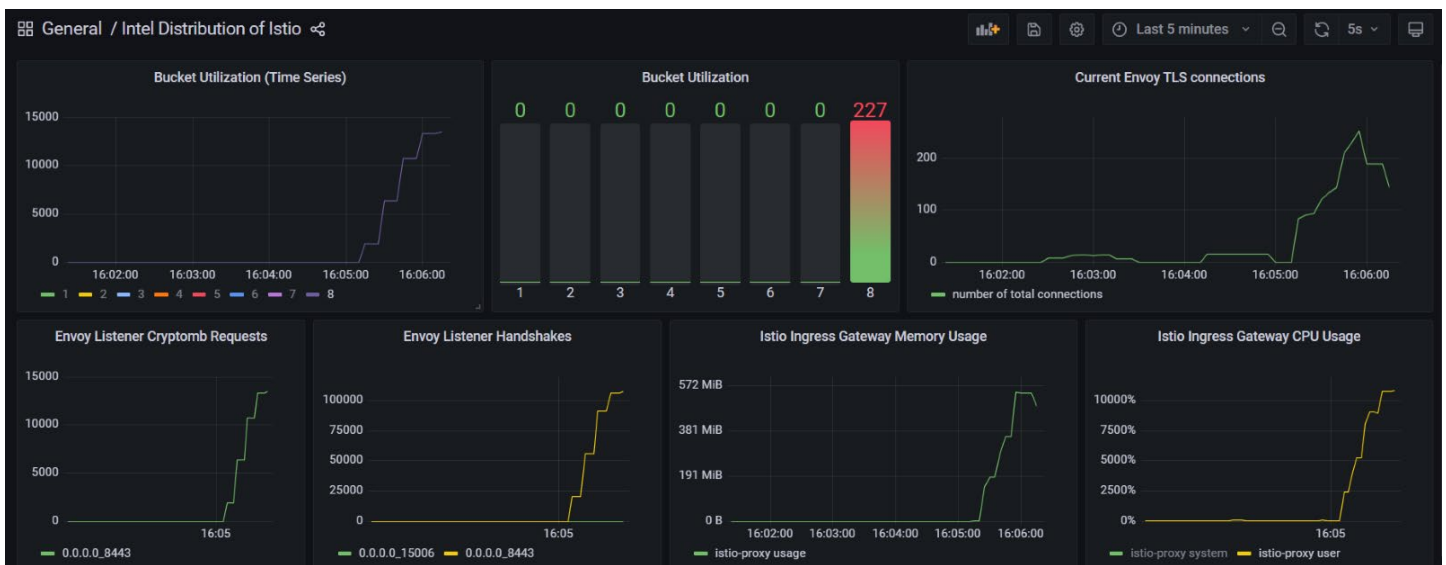 General / Intel Distribution of Istio
Last 5 minutes
5s
Bucket Utilization (Time Series)
15000
10000
5000
0
16:02:00 16:03:00 16:04:00 16:05:00 16:06:00
1 2 3 4 5 6 7 8
Bucket Utilization
0 0 0 0 0 0 0 227
1 2 3 4 5 6 7 8
Current Envoy TLS connections
200
100
0
16:02:00 16:03:00 16:04:00 16:05:00 16:06:00
number of total connections
Envoy Listener Cryptomb Requests
15000
10000
5000
0
16:05
0.0.0.0_8443
Envoy Listener Handshakes
100000
75000
50000
25000
0
16:05
0.0.0.0_15006 0.0.0.0_8443
Istio Ingress Gateway Memory Usage
572 MiB
381 MiB
191 MiB
0 B
16:02:00 16:03:00 16:04:00 16:05:00 16:06:00
istio-proxy usage
Istio Ingress Gateway CPU Usage
10000%
7500%
5000%
2500%
0%
16:05
istio-proxy system istio-proxy user